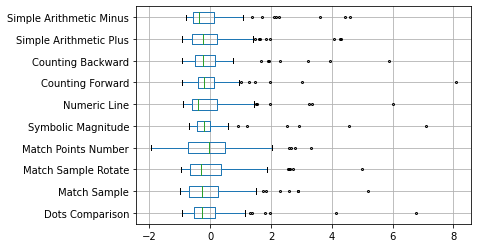 Simple Arithmetic Minus
Simple Arithmetic Plus
Counting Backward
Counting Forward
Numeric Line
Symbolic Magnitude
Match Points Number
Match Sample Rotate
Match Sample
Dots Comparison
−2 0 2 4 6 8